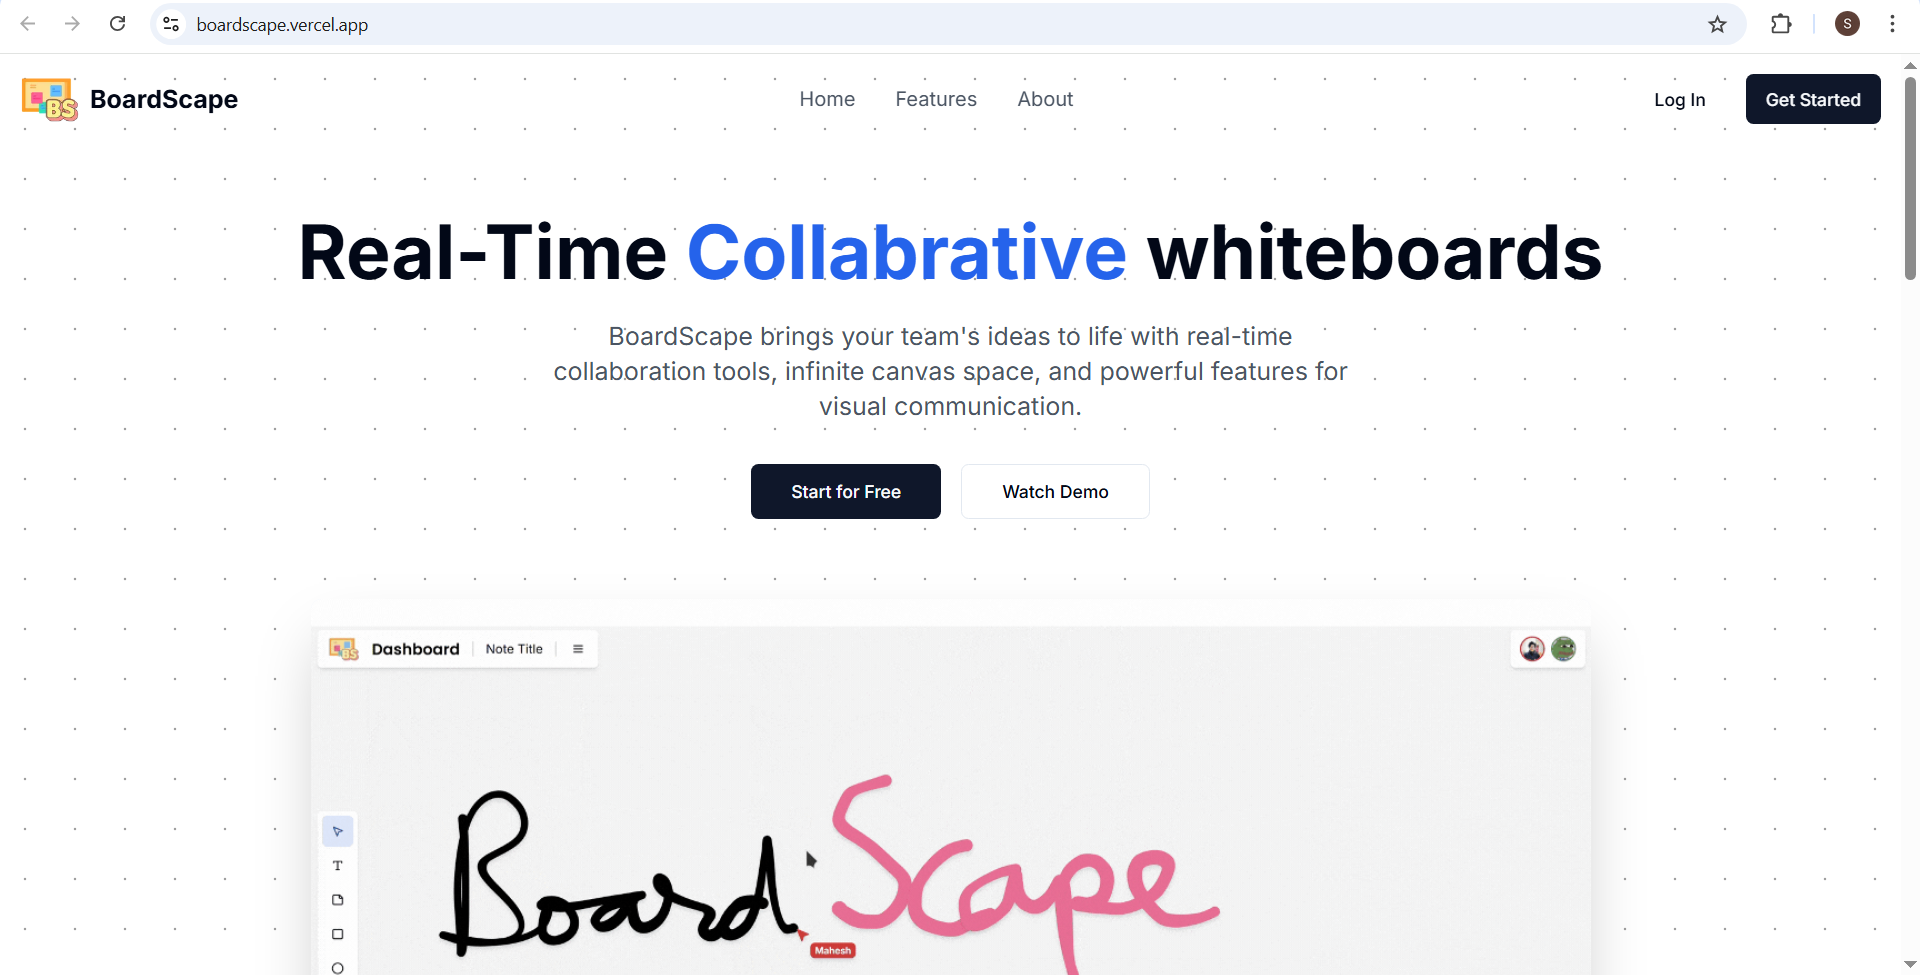 boardscape.vercel.app
S
BS
BoardScape
Home
Features
About
Log In
Get Started
Real-Time Collabrative whiteboards
BoardScape brings your team's ideas to life with real-time
collaboration tools, infinite canvas space, and powerful features for
visual communication.
Start for Free
Watch Demo
BS
Dashboard
Note Title
T
Board Scape
Mahesh